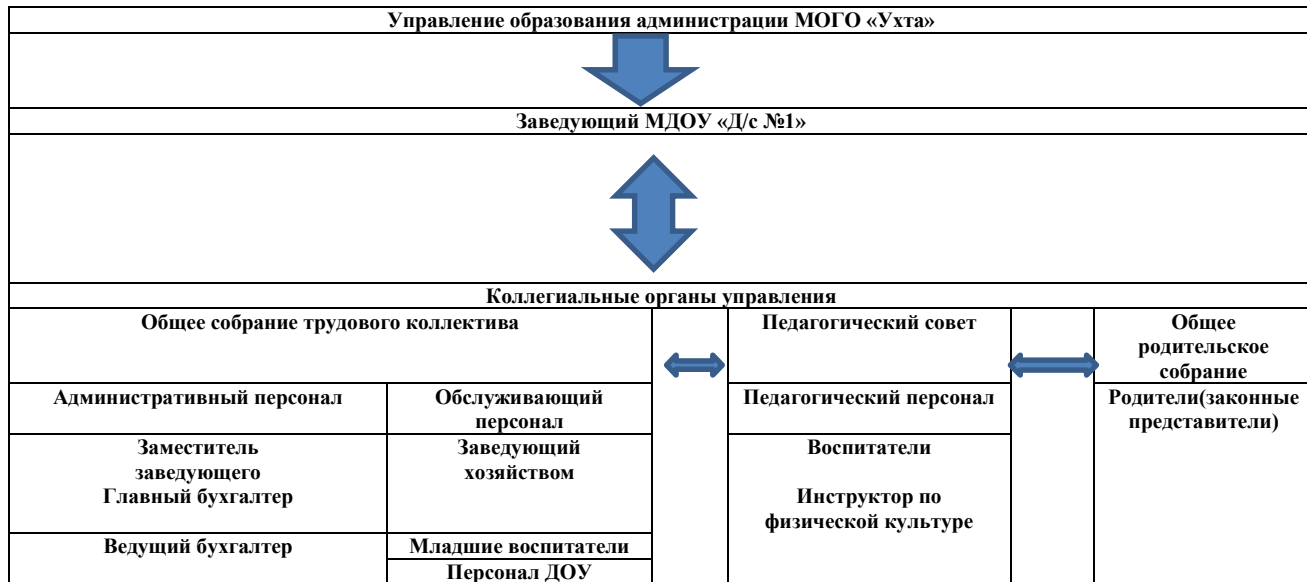 Управление образования администрации МОГО «Ухта»
Заведующий МДОУ «Д/с №1»
Коллегиальные органы управления
Общее собрание трудового коллектива
Педагогический совет
Общее
родительское
собрание
Административный персонал
Обслуживающий
персонал
Педагогический персонал
Родители(законные
представители)
Заместитель
заведующего
Главный бухгалтер
Заведующий
хозяйством
Воспитатели
Инструктор по
физической культуре
Ведущий бухгалтер
Младшие воспитатели
Персонал ДОУ